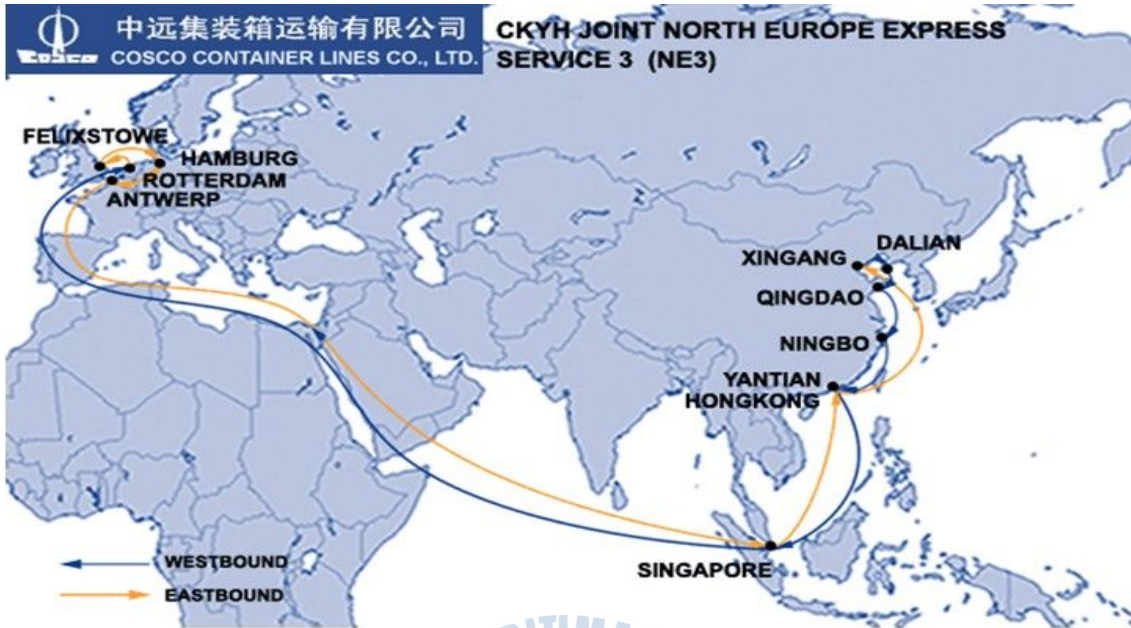 中远集装箱运输有限公司
COSCO
COSCO CONTAINER LINES CO., LTD.
CKYH JOINT NORTH EUROPE EXPRESS
SERVICE 3 (NE3)
FELIXSTOWE
HAMBURG
ROTTERDAM
ANTWERP
DALIAN
XINGANG
QINGDAO
NINGBO
YANTIAN
HONGKONG
SINGAPORE
WESTBOUND
EASTBOUND